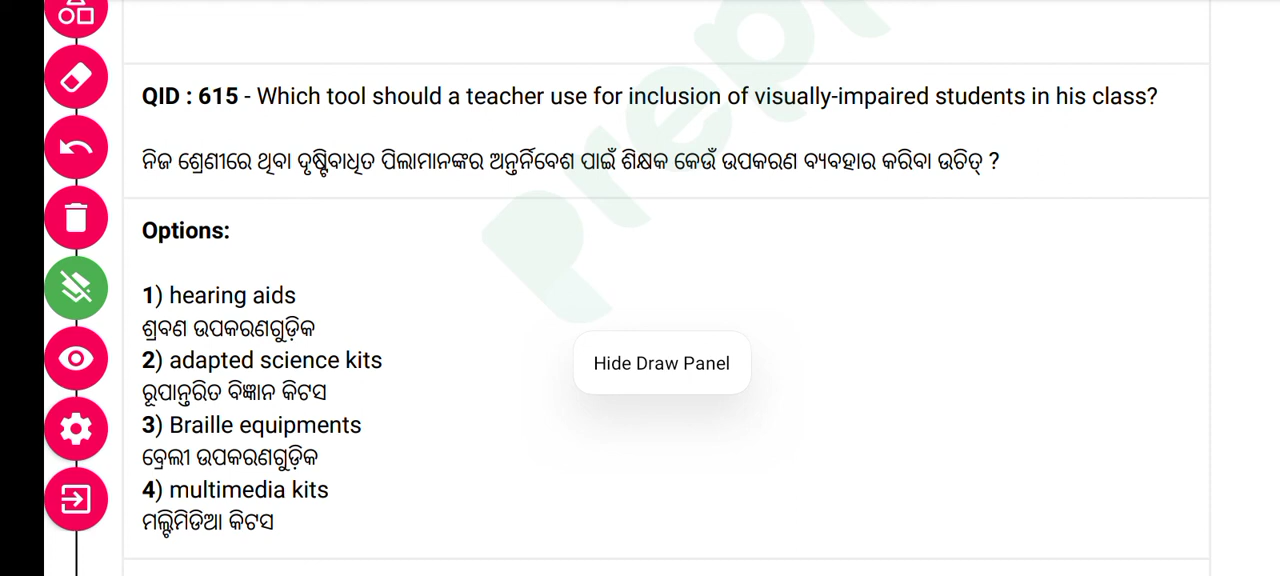 QID : 615 - Which tool should a teacher use for inclusion of visually-impaired students in his class?
ନିଜ ଶ୍ରେଣୀରେ ଥିବା ଦୃଷ୍ଟିବାଧିତ ପିଲାମାନଙ୍କର ଅନ୍ତର୍ନିବେଶ ପାଇଁ ଶିକ୍ଷକ କେଉଁ ଉପକରଣ ବ୍ୟବହାର କରିବା ଉଚିତ୍ ?
Options:
1) hearing aids
ଶ୍ରବଣ ଉପକରଣଗୁଡ଼ିକ
2) adapted science kits
ରୂପାନ୍ତରିତ ବିଜ୍ଞାନ କିଟସ
Hide Draw Panel
3) Braille equipments
ବ୍ରେଲୀ ଉପକରଣଗୁଡ଼ିକ
4) multimedia kits
ମଲ୍ଟିମିଡିଆ କିଟସ
Prep